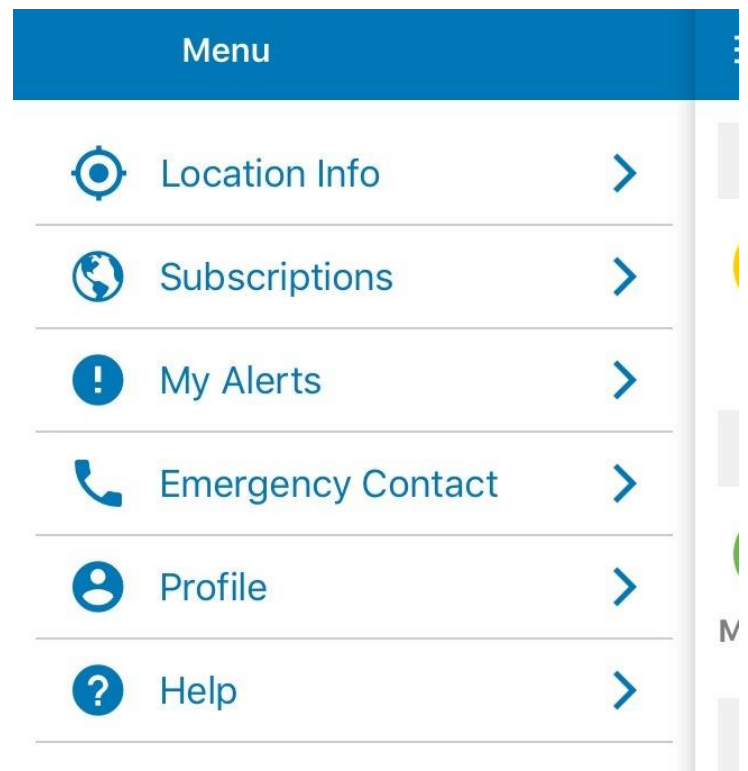 Menu
Location Info
Subscriptions
My Alerts
Emergency Contact
Profile
Help